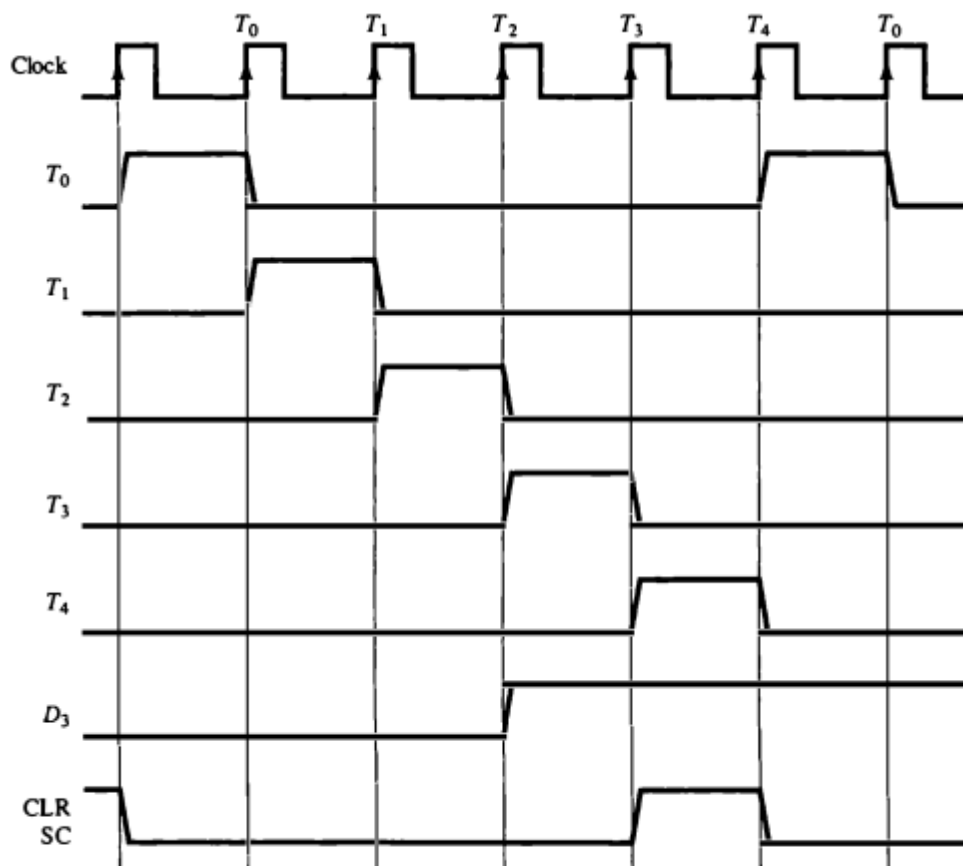 T₀ T₁ T₂ T₃ T₄ T₀
Clock
T₀
T₁
T₂
T₃
T₄
D₃
CLR
SC